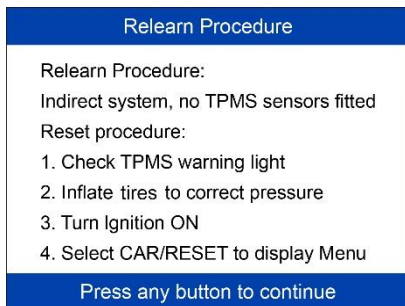 Relearn Procedure
Relearn Procedure:
Indirect system, no TPMS sensors fitted
Reset procedure:
1. Check TPMS warning light
2. Inflate tires to correct pressure
3. Turn Ignition ON
4. Select CAR/RESET to display Menu
Press any button to continue